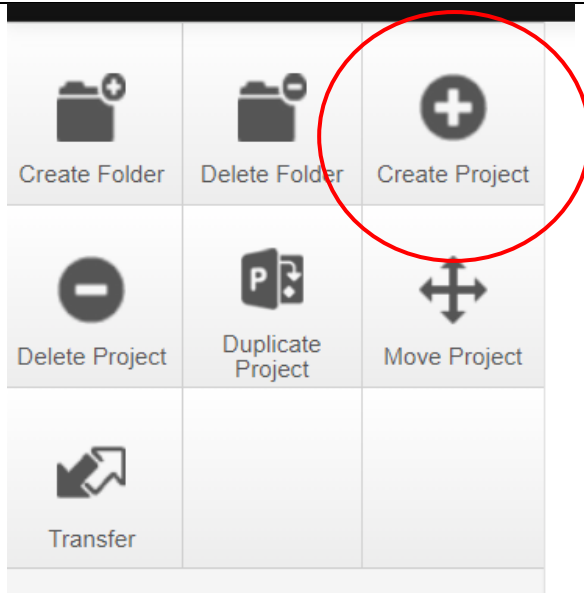 Create Folder
Delete Folder
Create Project
Delete Project
P
Duplicate
Project
Move Project
Transfer